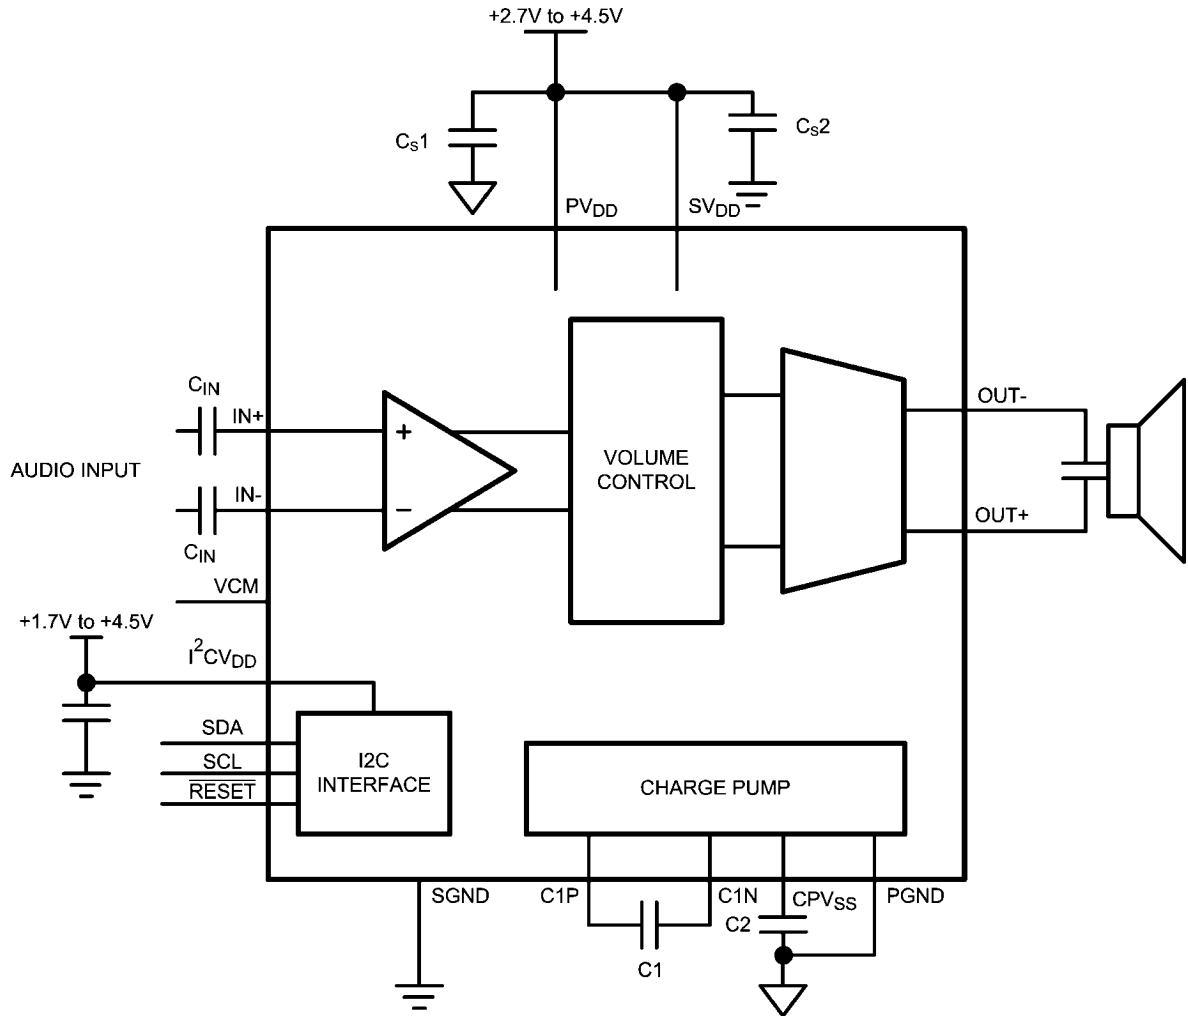 +2.7V to +4.5V
CS1
CS2
PVDD
SVDD
CIN
IN+
+
AUDIO INPUT
IN-
−
CIN
VOLUME
CONTROL
OUT-
OUT+
VCM
+1.7V to +4.5V
I2CVDD
SDA
SCL
RESET
I2C
INTERFACE
CHARGE PUMP
SGND
C1P
C1N
CPVSS
PGND
C2
C1